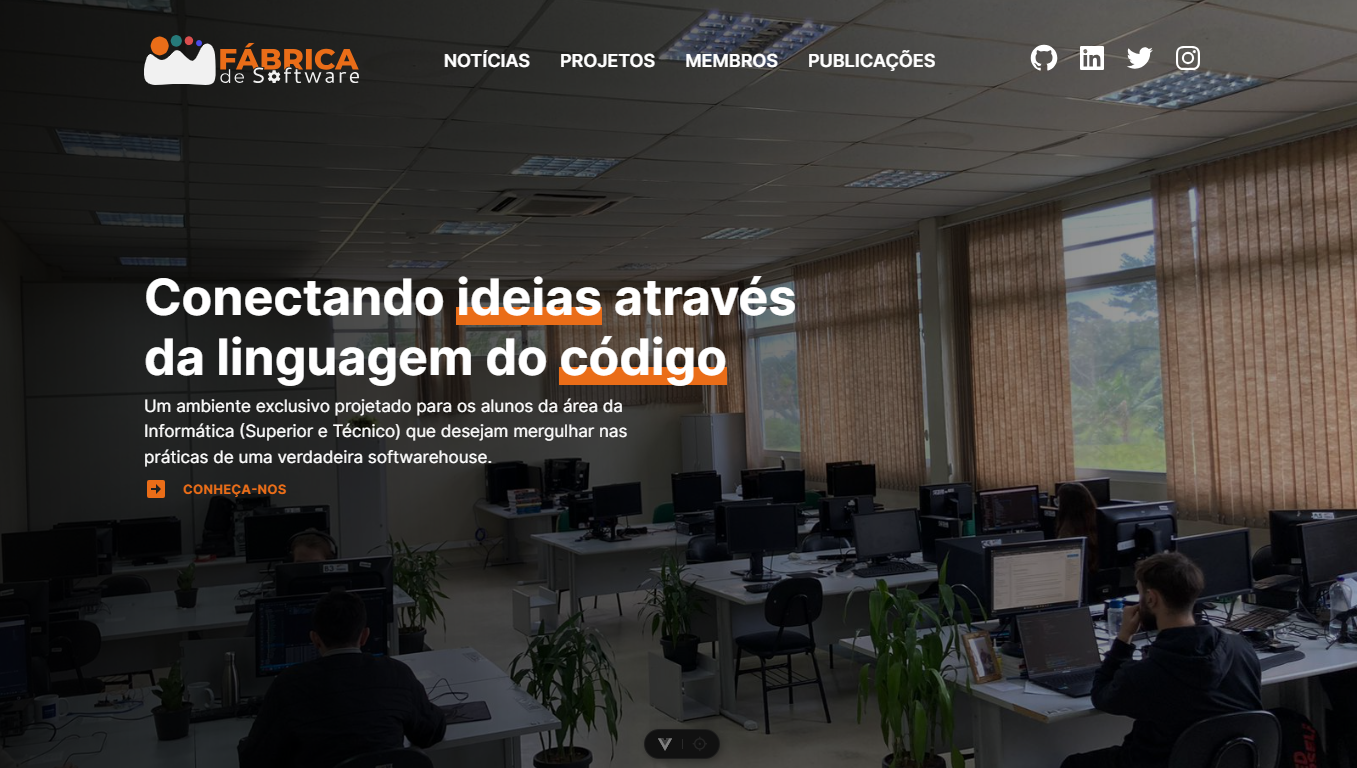 FÁBRICA
de Software
NOTÍCIAS PROJETOS MEMBROS PUBLICAÇÕES
Conectando ideias através
da linguagem do código
Um ambiente exclusivo projetado para os alunos da área da
Informática (Superior e Técnico) que desejam mergulhar nas
práticas de uma verdadeira softwarehouse.
CONHEÇA-NOS